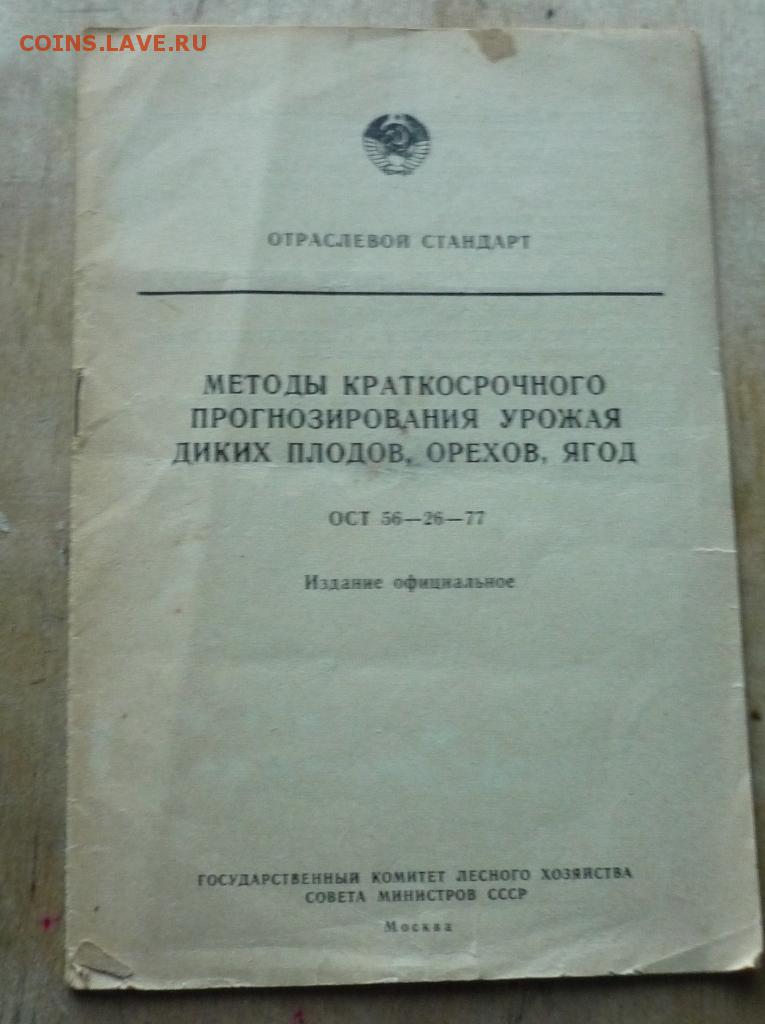 COINS.LAVE.RU
ОТРАСЛЕВОЙ СТАНДАРТ
МЕТОДЫ КРАТКОСРОЧНОГО
ПРОГНОЗИРОВАНИЯ УРОЖАЯ
ДИКИХ ПЛОДОВ, ОРЕХОВ, ЯГОД
ОСТ 56—26—77
Издание официальное
ГОСУДАРСТВЕННЫЙ КОМИТЕТ ЛЕСНОГО ХОЗЯЙСТВА
СОВЕТА МИНИСТРОВ СССР
Москва